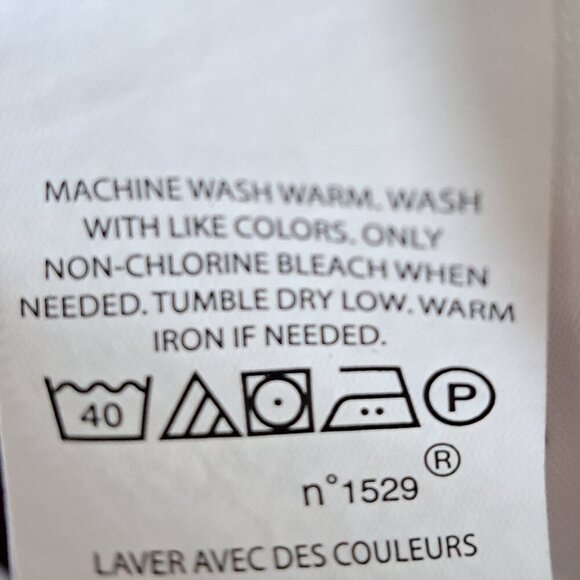 MACHINE WASH WARM. WASH
WITH LIKE COLORS. ONLY
NON-CHLORINE BLEACH WHEN
NEEDED. TUMBLE DRY LOW. WARM
IRON IF NEEDED.
40 P
®
n°1529
LAVER AVEC DES COULEURS